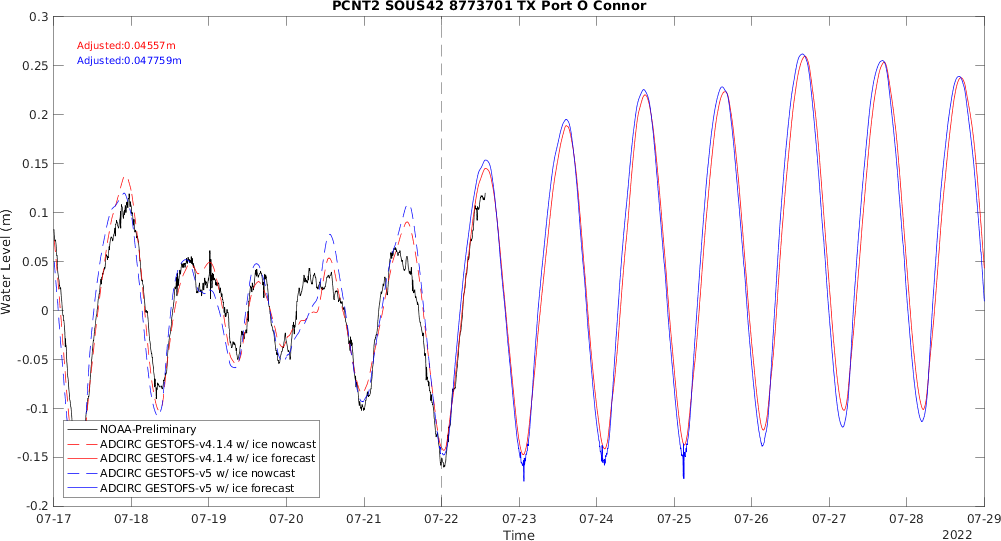 PCNT2 SOUS42 8773701 TX Port O Connor
0.3
0.25
0.2
0.15
0.1
0.05
0
-0.05
-0.1
-0.15
-0.2
Water Level (m)
Adjusted:0.04557m
Adjusted:0.047759m
NOAA-Preliminary
ADCIRC GESTOFS-v4.1.4 w/ ice nowcast
ADCIRC GESTOFS-v4.1.4 w/ ice forecast
ADCIRC GESTOFS-v5 w/ ice nowcast
ADCIRC GESTOFS-v5 w/ ice forecast
07-17 07-18 07-19 07-20 07-21 07-22 07-23 07-24 07-25 07-26 07-27 07-28 07-29
Time
2022